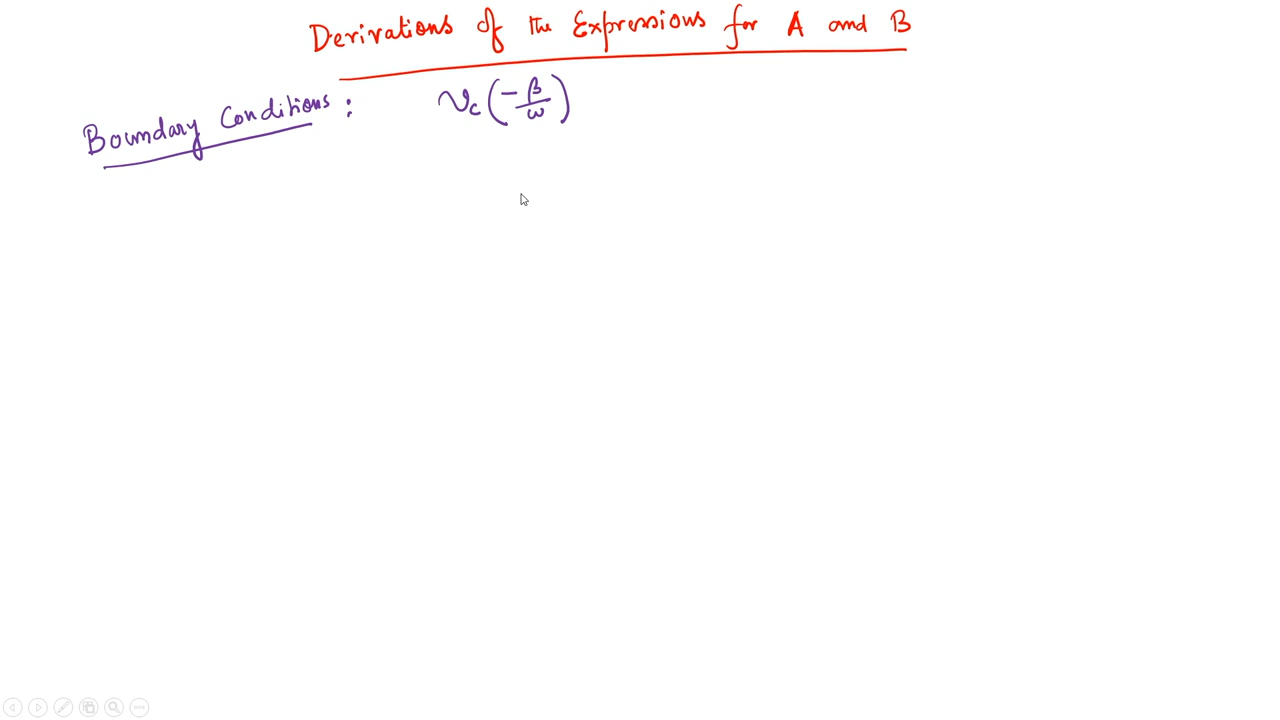 Derivations of the Expressions for A and B
Boundary Conditions : v_c(-β/ω)